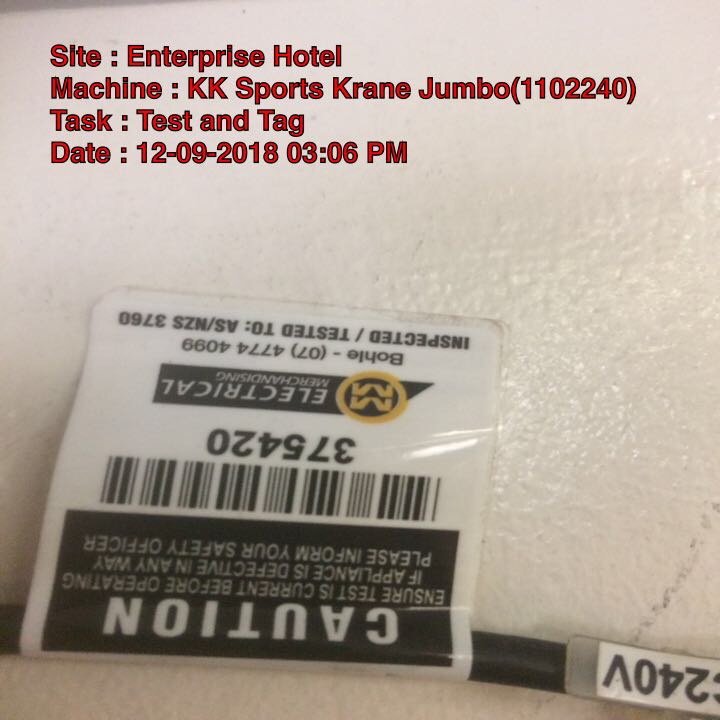 Site : Enterprise Hotel
Machine : KK Sports Krane Jumbo(1102240)
Task : Test and Tag
Date : 12-09-2018 03:06 PM
CAUTION
ENSURE TEST IS CURRENT BEFORE OPERATING
IF APPLIANCE IS DEFECTIVE IN ANY WAY
PLEASE INFORM YOUR SAFETY OFFICER
375420
ELECTRICAL
MERCHANDISING
Bohle - (07) 4774 4099
INSPECTED / TESTED TO: AS/NZS 3760
240V